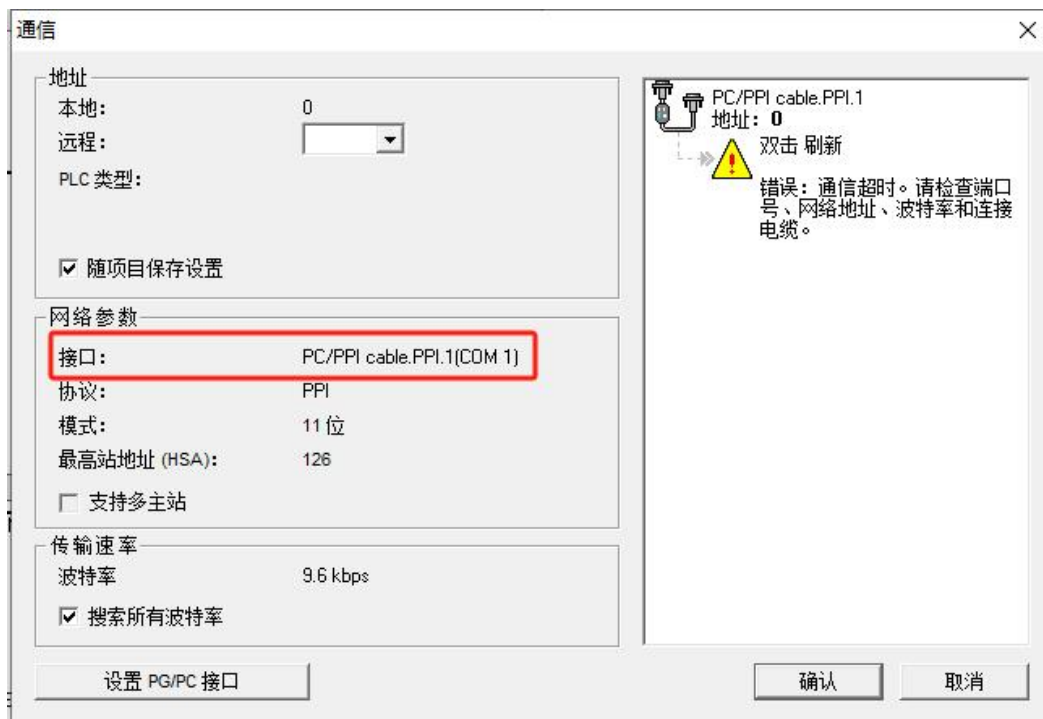 通信
地址
本地： 0
远程：
PLC 类型：
随项目保存设置
网络参数
接口： PC/PPI cable.PPI.1(COM 1)
协议： PPI
模式： 11 位
最高站地址 (HSA)： 126
支持多主站
传输速率
波特率 9.6 kbps
搜索所有波特率
设置 PG/PC 接口
PC/PPI cable.PPI.1
地址： 0
双击 刷新
错误：通信超时。请检查端口
号、网络地址、波特率和连接
电缆。
确认
取消